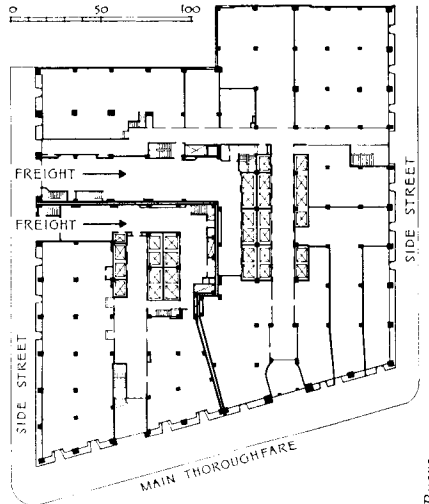 0 50 100
FREIGHT
FREIGHT
SIDE STREET
SIDE STREET
MAIN THOROUGHFARE